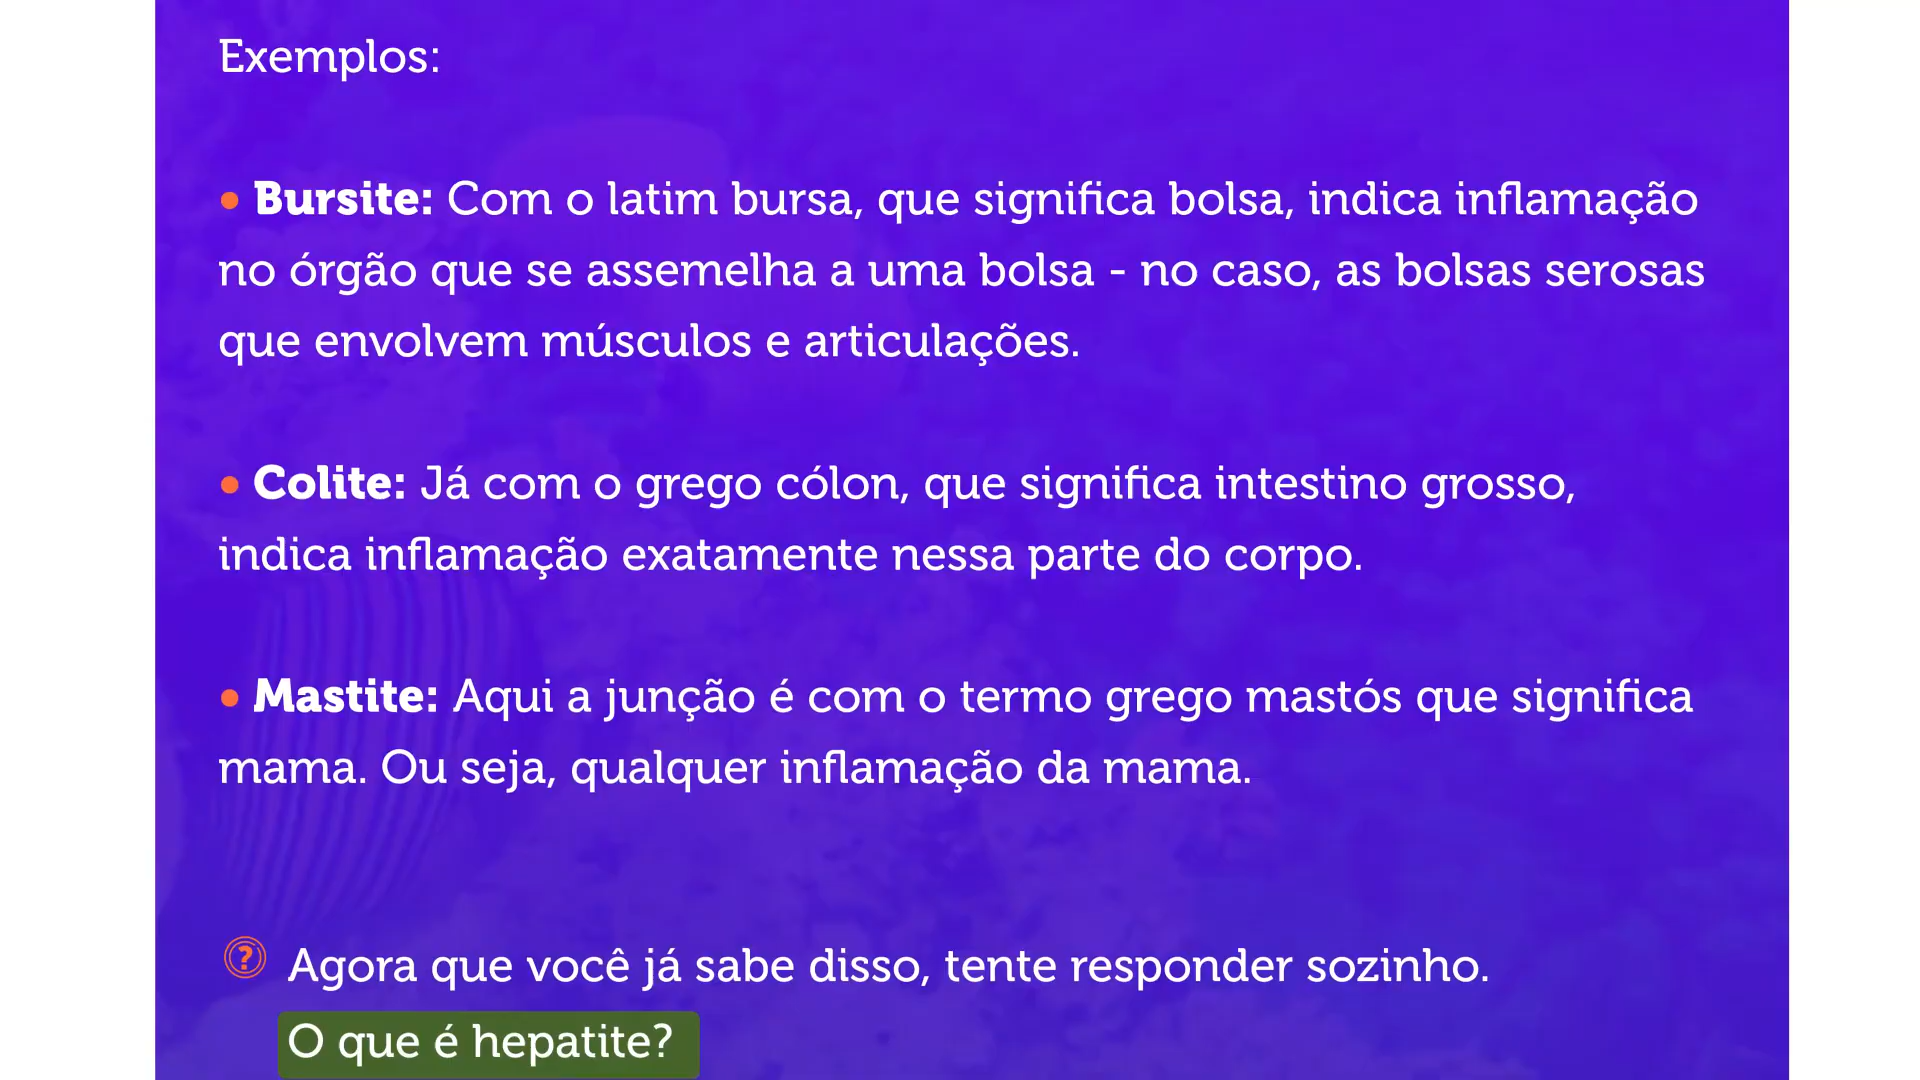 Exemplos:
• Bursite: Com o latim bursa, que significa bolsa, indica inflamação
no órgão que se assemelha a uma bolsa - no caso, as bolsas serosas
que envolvem músculos e articulações.
• Colite: Já com o grego cólon, que significa intestino grosso,
indica inflamação exatamente nessa parte do corpo.
• Mastite: Aqui a junção é com o termo grego mastós que significa
mama. Ou seja, qualquer inflamação da mama.
? Agora que você já sabe disso, tente responder sozinho.
O que é hepatite?